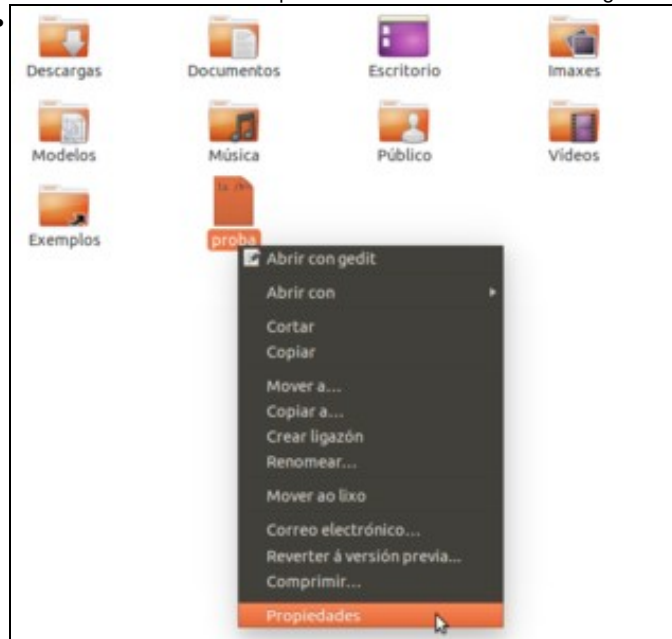 Descargas
Documentos
Escritorio
Imaxes
Modelos
Música
Público
Vídeos
Exemplos
proba
Abrir con gedit
Abrir con
Cortar
Copiar
Mover a...
Copiar a...
Crear ligazón
Renomear...
Mover ao lixo
Correo electrónico...
Reverter á versión previa...
Comprimir...
Propiedades